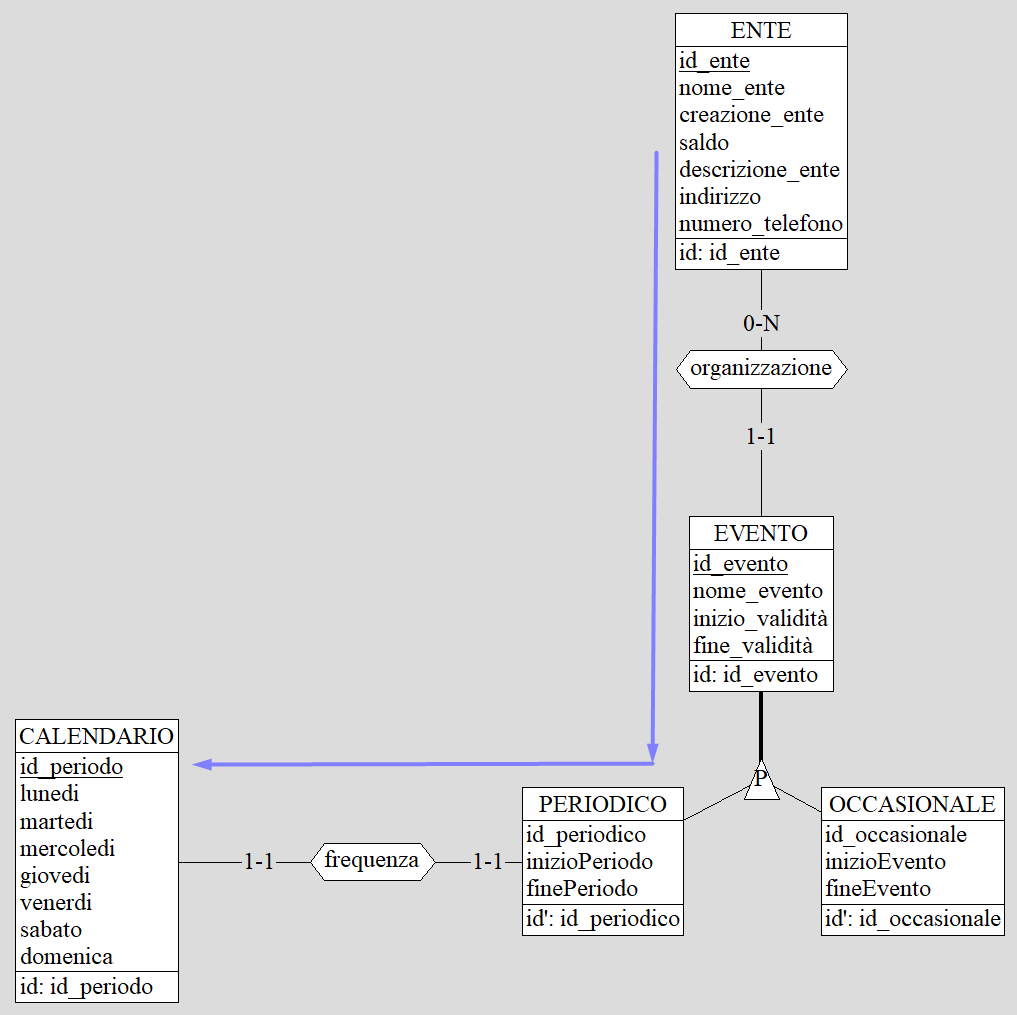 ENTE
id_ente
nome_ente
creazione_ente
saldo
descrizione_ente
indirizzo
numero_telefono
id: id_ente
0-N
organizzazione
1-1
EVENTO
id_evento
nome_evento
inizio_validità
fine_validità
id: id_evento
P
CALENDARIO
id_periodo
lunedi
martedi
mercoledi
giovedi
venerdi
sabato
domenica
id: id_periodo
1-1
frequenza
1-1
PERIODICO
id_periodico
inizioPeriodo
finePeriodo
id': id_periodico
OCCASIONALE
id_occasionale
inizioEvento
fineEvento
id': id_occasionale